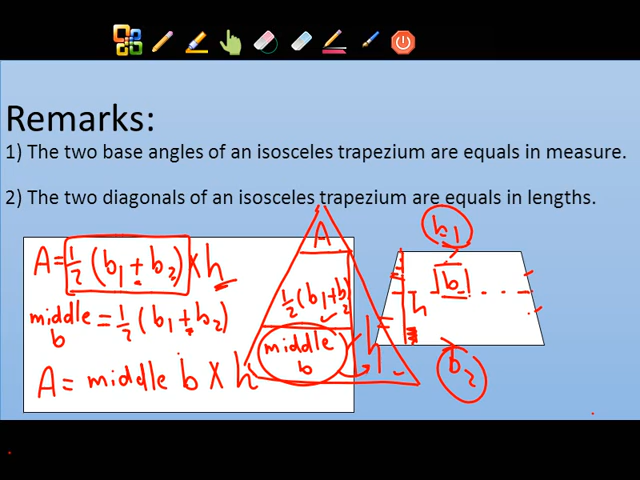 Remarks:
1) The two base angles of an isosceles trapezium are equals in measure.
2) The two diagonals of an isosceles trapezium are equals in lengths.
A = 1/2 (b1 + b2) × h
middle b = 1/2 (b1 + b2)
A = middle b × h
A
1/2 (b1 + b2)
middle b
h
b1
b
h
b2